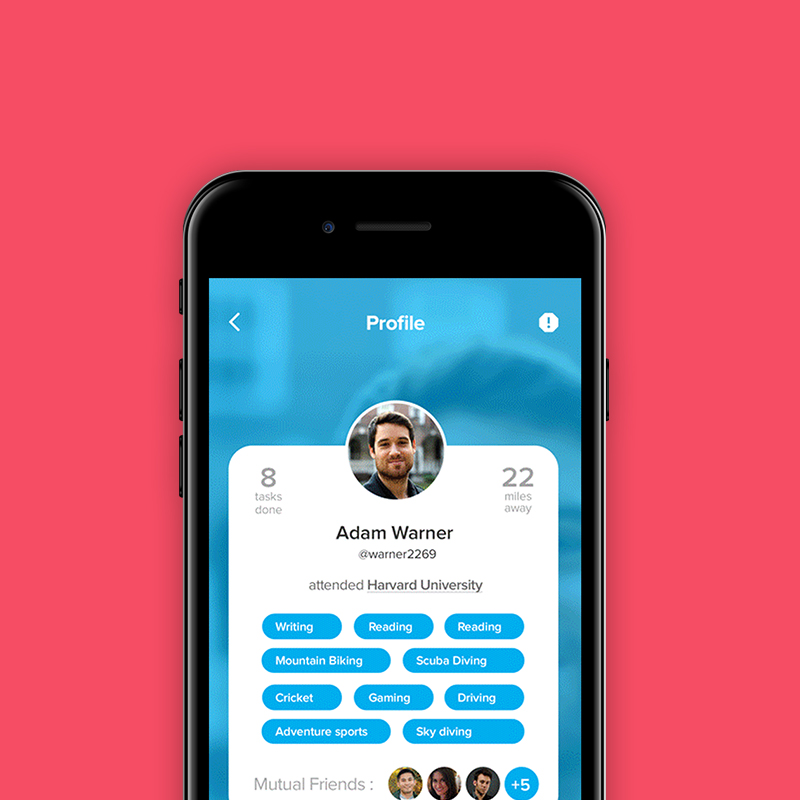 Profile
8
tasks
done
22
miles
away
Adam Warner
@warner2269
attended Harvard University
Writing Reading Reading
Mountain Biking Scuba Diving
Cricket Gaming Driving
Adventure sports Sky diving
Mutual Friends : +5